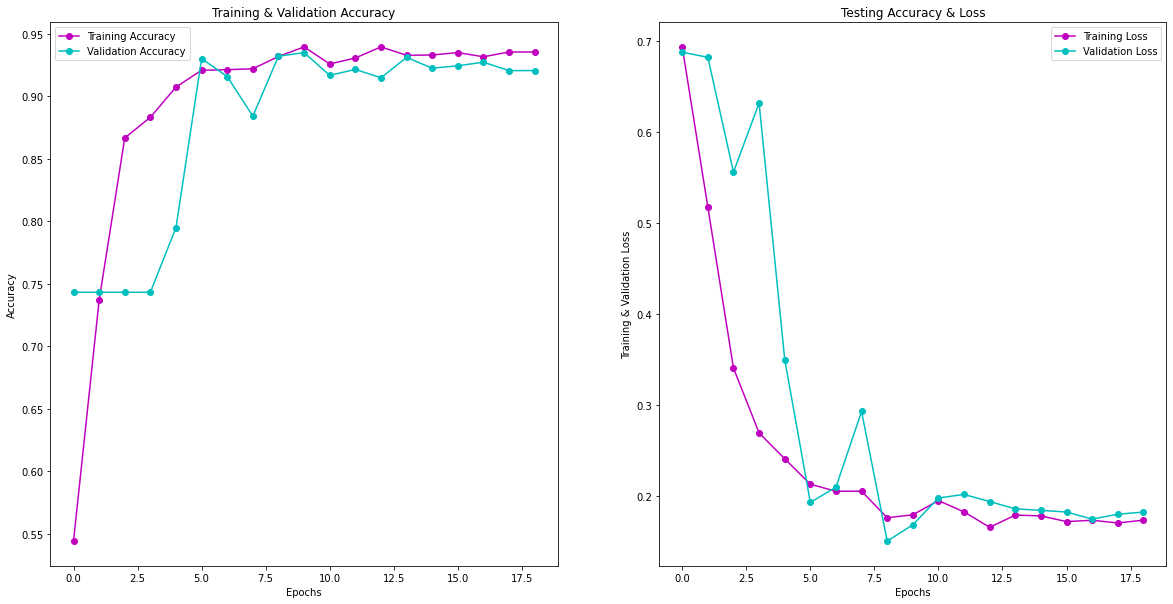 Training & Validation Accuracy
Training Accuracy
Validation Accuracy
0.95
0.90
0.85
0.80
0.75
0.70
0.65
0.60
0.55
Accuracy
0.0 2.5 5.0 7.5 10.0 12.5 15.0 17.5
Epochs
Testing Accuracy & Loss
Training Loss
Validation Loss
0.7
0.6
0.5
0.4
0.3
0.2
Training & Validation Loss
0.0 2.5 5.0 7.5 10.0 12.5 15.0 17.5
Epochs